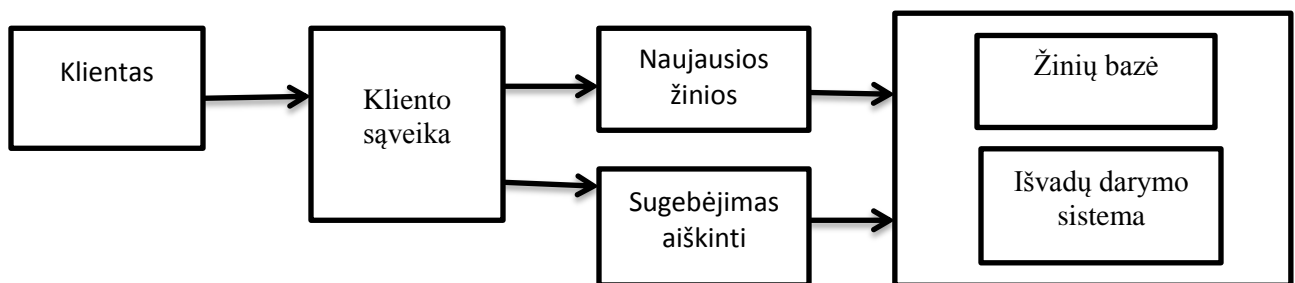 Klientas
Kliento
sąveika
Naujausios
žinios
Sugebėjimas
aiškinti
Žinių bazė
Išvadų darymo
sistema